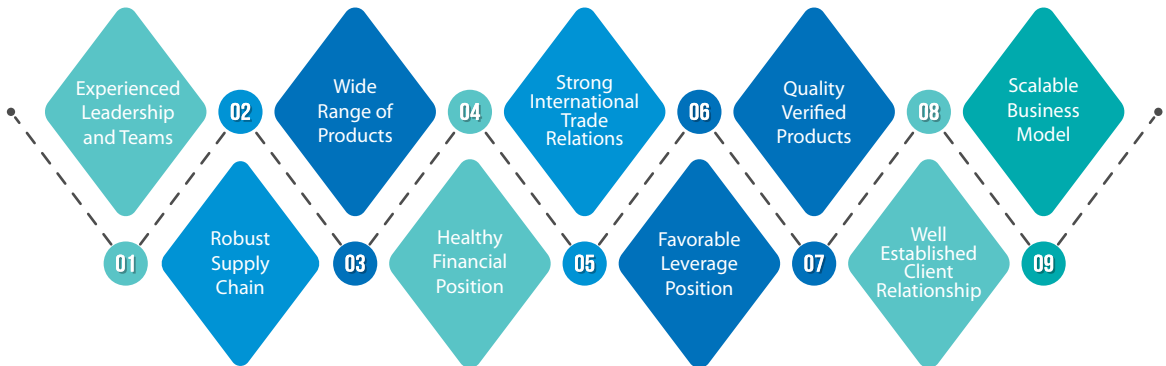 01
Experienced
Leadership
and Teams
02
Robust
Supply
Chain
03
Wide
Range of
Products
04
Healthy
Financial
Position
05
Strong
International
Trade
Relations
06
Favorable
Leverage
Position
07
Quality
Verified
Products
08
Well
Established
Client
Relationship
09
Scalable
Business
Model